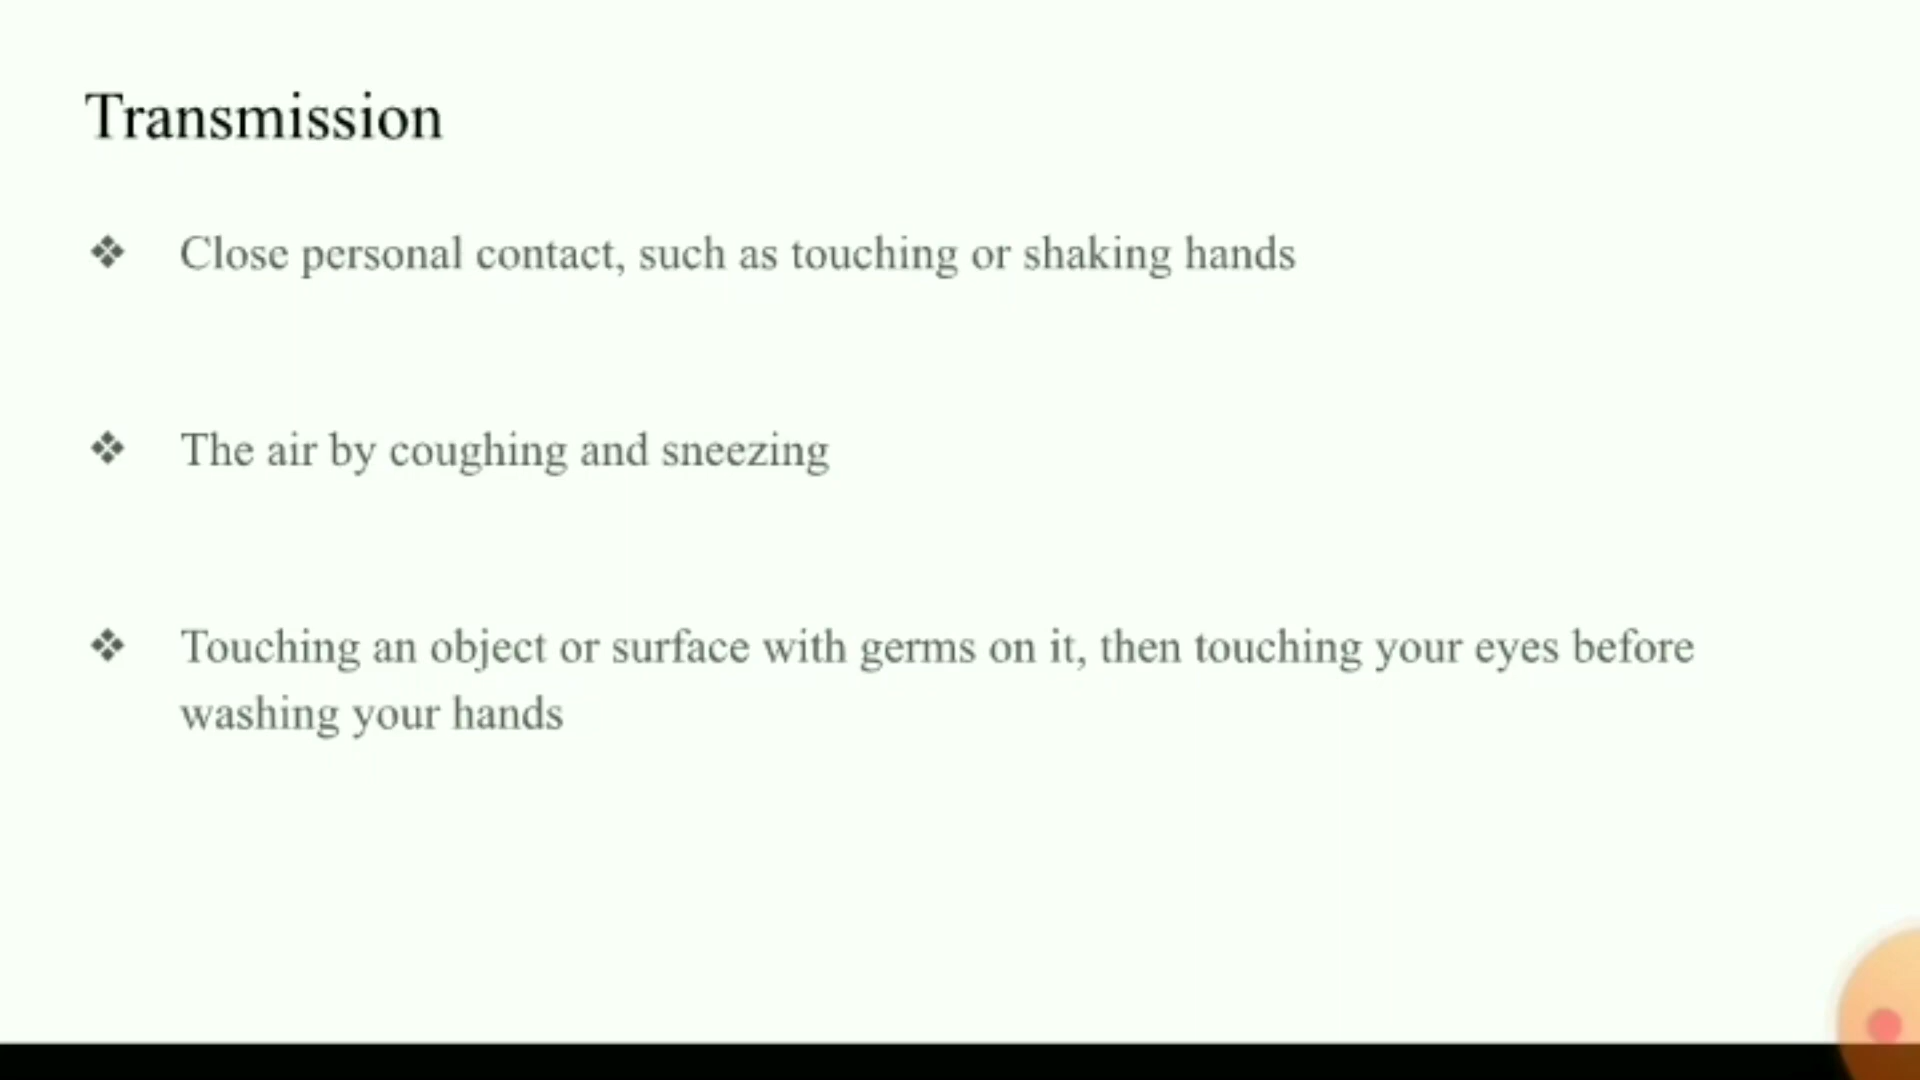 Transmission
❖ Close personal contact, such as touching or shaking hands
❖ The air by coughing and sneezing
❖ Touching an object or surface with germs on it, then touching your eyes before
washing your hands